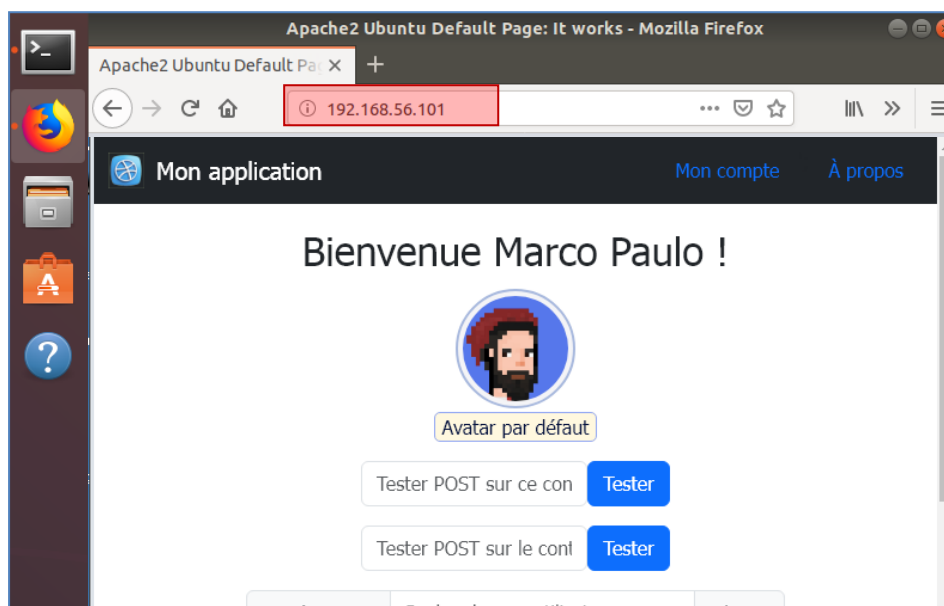 Apache2 Ubuntu Default Page: It works - Mozilla Firefox
Apache2 Ubuntu Default Pa
192.168.56.101
Mon application
Mon compte
À propos
Bienvenue Marco Paulo !
Avatar par défaut
Tester POST sur ce con
Tester
Tester POST sur le cont
Tester